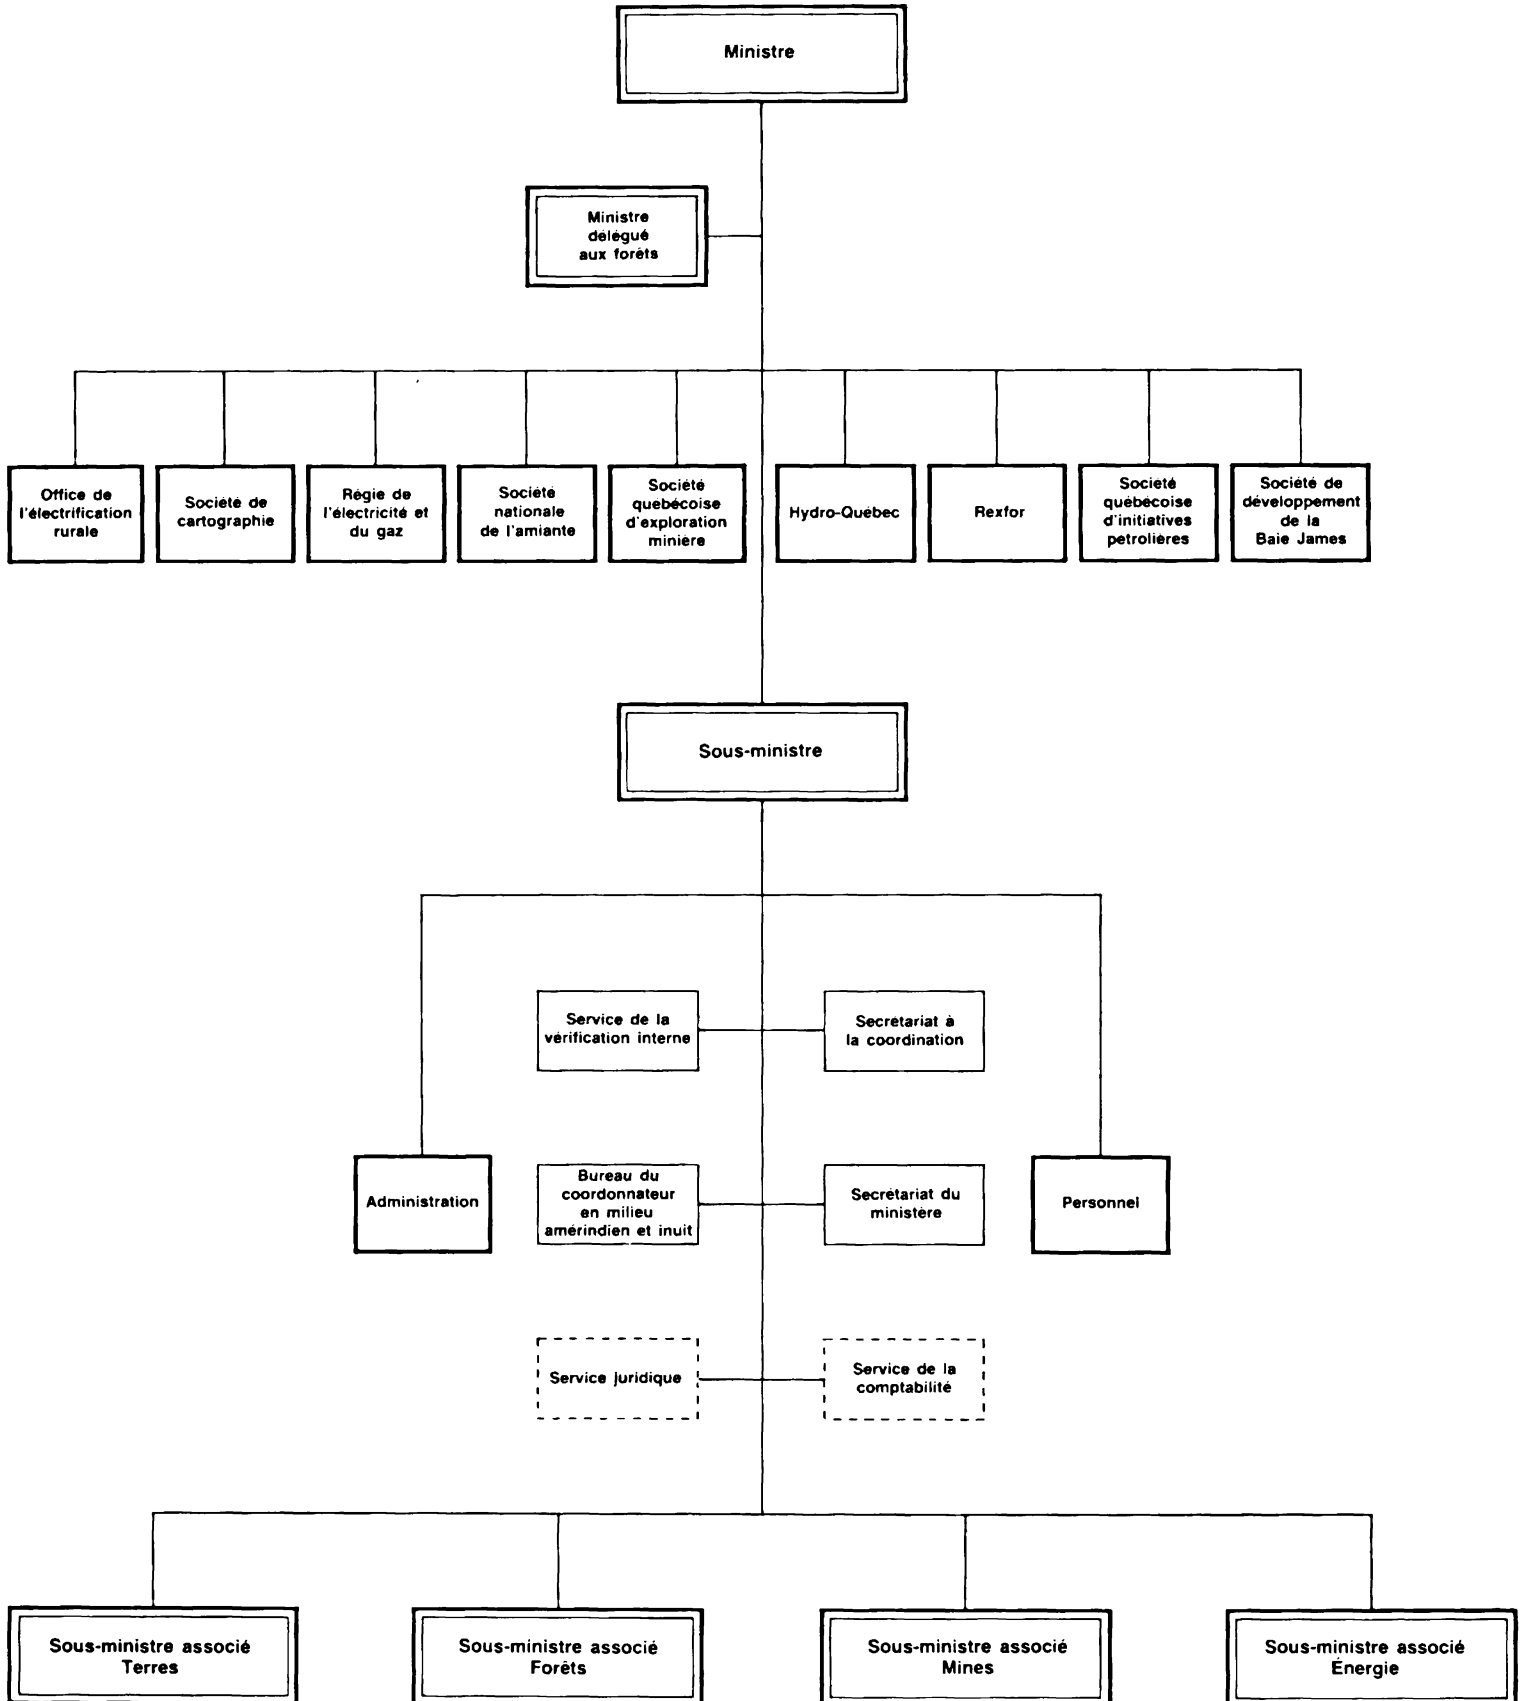 Ministre
Ministre
délégué
aux forêts
Office de
l'électrification
rurale
Société de
cartographie
Régie de
l'électricité et
du gaz
Société
nationale
de l'amiante
Société
québécoise
d'exploration
minière
Hydro-Québec
Rexfor
Société
québécoise
d'initiatives
petrolières
Société de
développement
de la
Baie James
Sous-ministre
Service de la
vérification interne
Secrétariat à
la coordination
Administration
Bureau du
coordonnateur
en milieu
amérindien et inuit
Secrétariat du
ministère
Personnel
Service juridique
Service de la
comptabilité
Sous-ministre associé
Terres
Sous-ministre associé
Forêts
Sous-ministre associé
Mines
Sous-ministre associé
Énergie